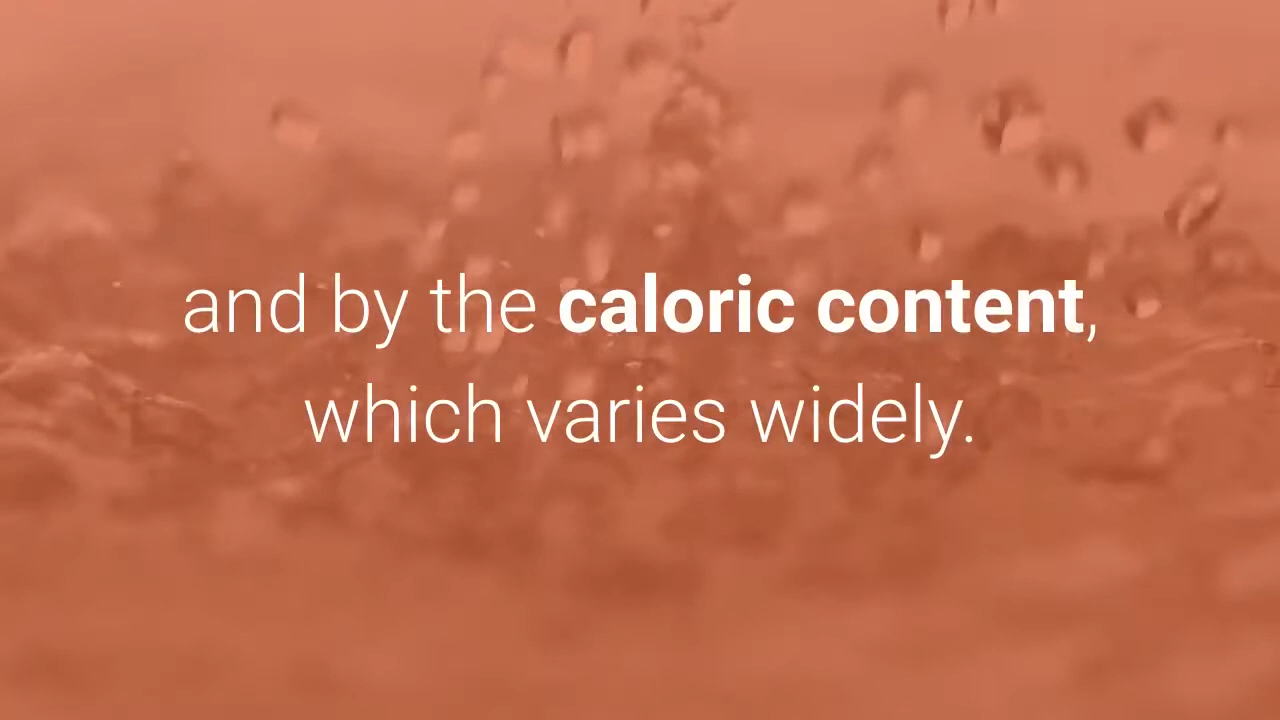 and by the caloric content,
which varies widely.